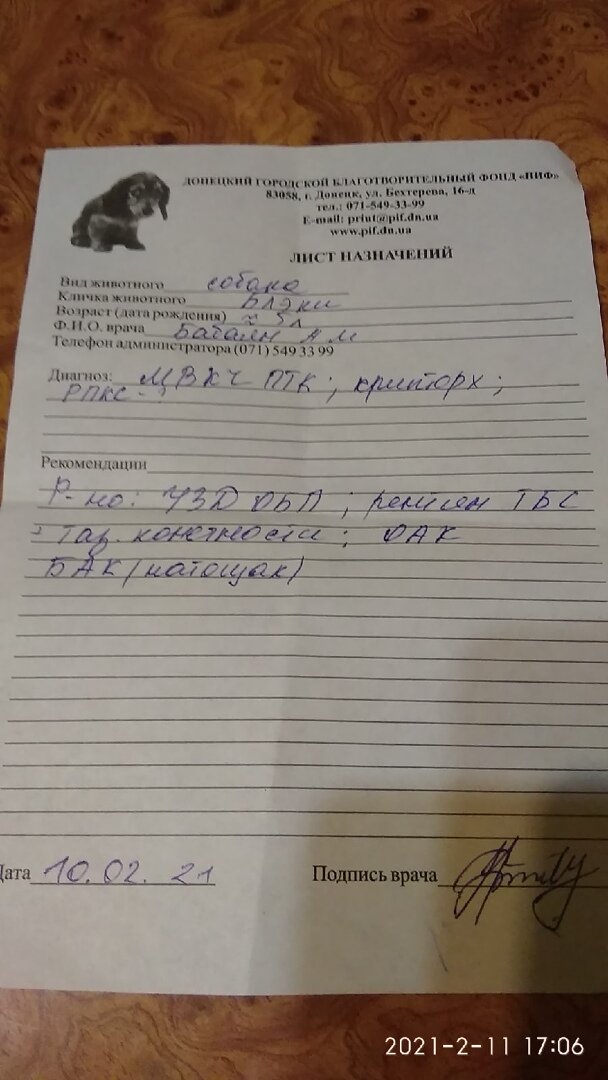 ДОНЕЦКИЙ ГОРОДСКОЙ БЛАГОТВОРИТЕЛЬНЫЙ ФОНД «ПИФ»
83058, г. Донецк, ул. Бехтерева, 16-д
тел.: 071-549-33-99
E-mail: print@pif.dn.ua
www.pif.dn.ua
ЛИСТ НАЗНАЧЕНИЙ
Вид животного собака
Кличка животного Блэки
Возраст (дата рождения) ≈ 5л
Ф.И.О. врача А М
Телефон администратора (071) 549 33 99
Диагноз: МВКЧ ПТК; крипторх;
РПКС - ?
Рекомендации
Р-но: УЗД ОБП; рентген ТБС
+ таз. конечности; ОАК
БАК (натощак)
Дата 10.02.21 Подпись врача
2021-2-11 17:06